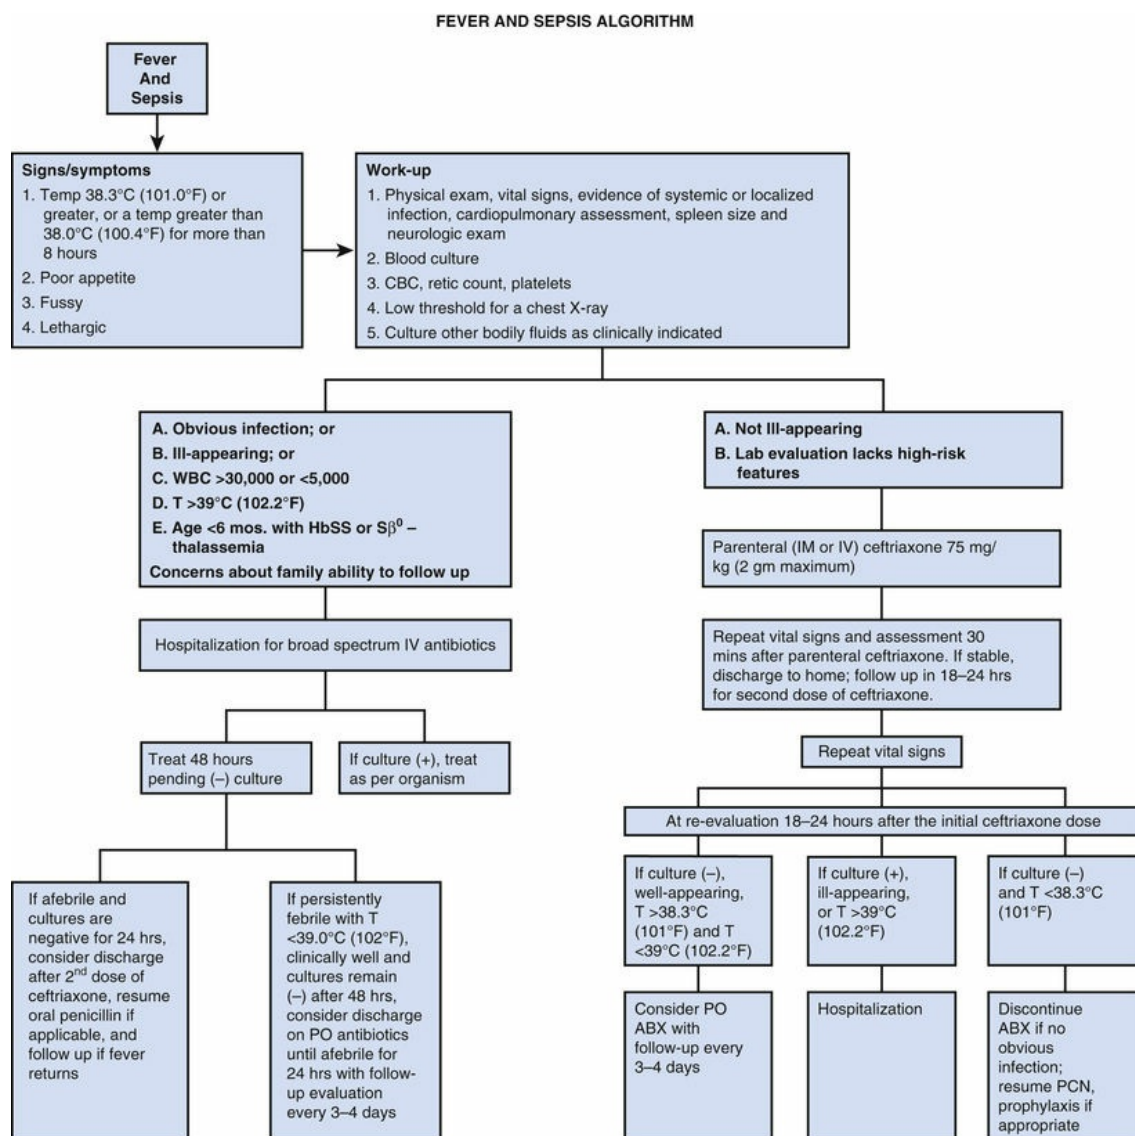 FEVER AND SEPSIS ALGORITHM
Fever
And
Sepsis
Signs/symptoms
1. Temp 38.3°C (101.0°F) or
greater, or a temp greater than
38.0°C (100.4°F) for more than
8 hours
2. Poor appetite
3. Fussy
4. Lethargic
Work-up
1. Physical exam, vital signs, evidence of systemic or localized
infection, cardiopulmonary assessment, spleen size and
neurologic exam
2. Blood culture
3. CBC, retic count, platelets
4. Low threshold for a chest X-ray
5. Culture other bodily fluids as clinically indicated
A. Obvious infection; or
B. Ill-appearing; or
C. WBC >30,000 or <5,000
D. T >39°C (102.2°F)
E. Age <6 mos. with HbSS or Sβ⁰ –
thalassemia
Concerns about family ability to follow up
Hospitalization for broad spectrum IV antibiotics
Treat 48 hours
pending (–) culture
If culture (+), treat
as per organism
If afebrile and
cultures are
negative for 24 hrs,
consider discharge
after 2nd dose of
ceftriaxone, resume
oral penicillin if
applicable, and
follow up if fever
returns
If persistently
febrile with T
<39.0°C (102°F),
clinically well and
cultures remain
(–) after 48 hrs,
consider discharge
on PO antibiotics
until afebrile for
24 hrs with follow-
up evaluation
every 3–4 days
A. Not Ill-appearing
B. Lab evaluation lacks high-risk
features
Parenteral (IM or IV) ceftriaxone 75 mg/
kg (2 gm maximum)
Repeat vital signs and assessment 30
mins after parenteral ceftriaxone. If stable,
discharge to home; follow up in 18–24 hrs
for second dose of ceftriaxone.
Repeat vital signs
At re-evaluation 18–24 hours after the initial ceftriaxone dose
If culture (–),
well-appearing,
T >38.3°C
(101°F) and T
<39°C (102.2°F)
Consider PO
ABX with
follow-up every
3–4 days
If culture (+),
ill-appearing,
or T >39°C
(102.2°F)
Hospitalization
If culture (–)
and T <38.3°C
(101°F)
Discontinue
ABX if no
obvious
infection;
resume PCN,
prophylaxis if
appropriate